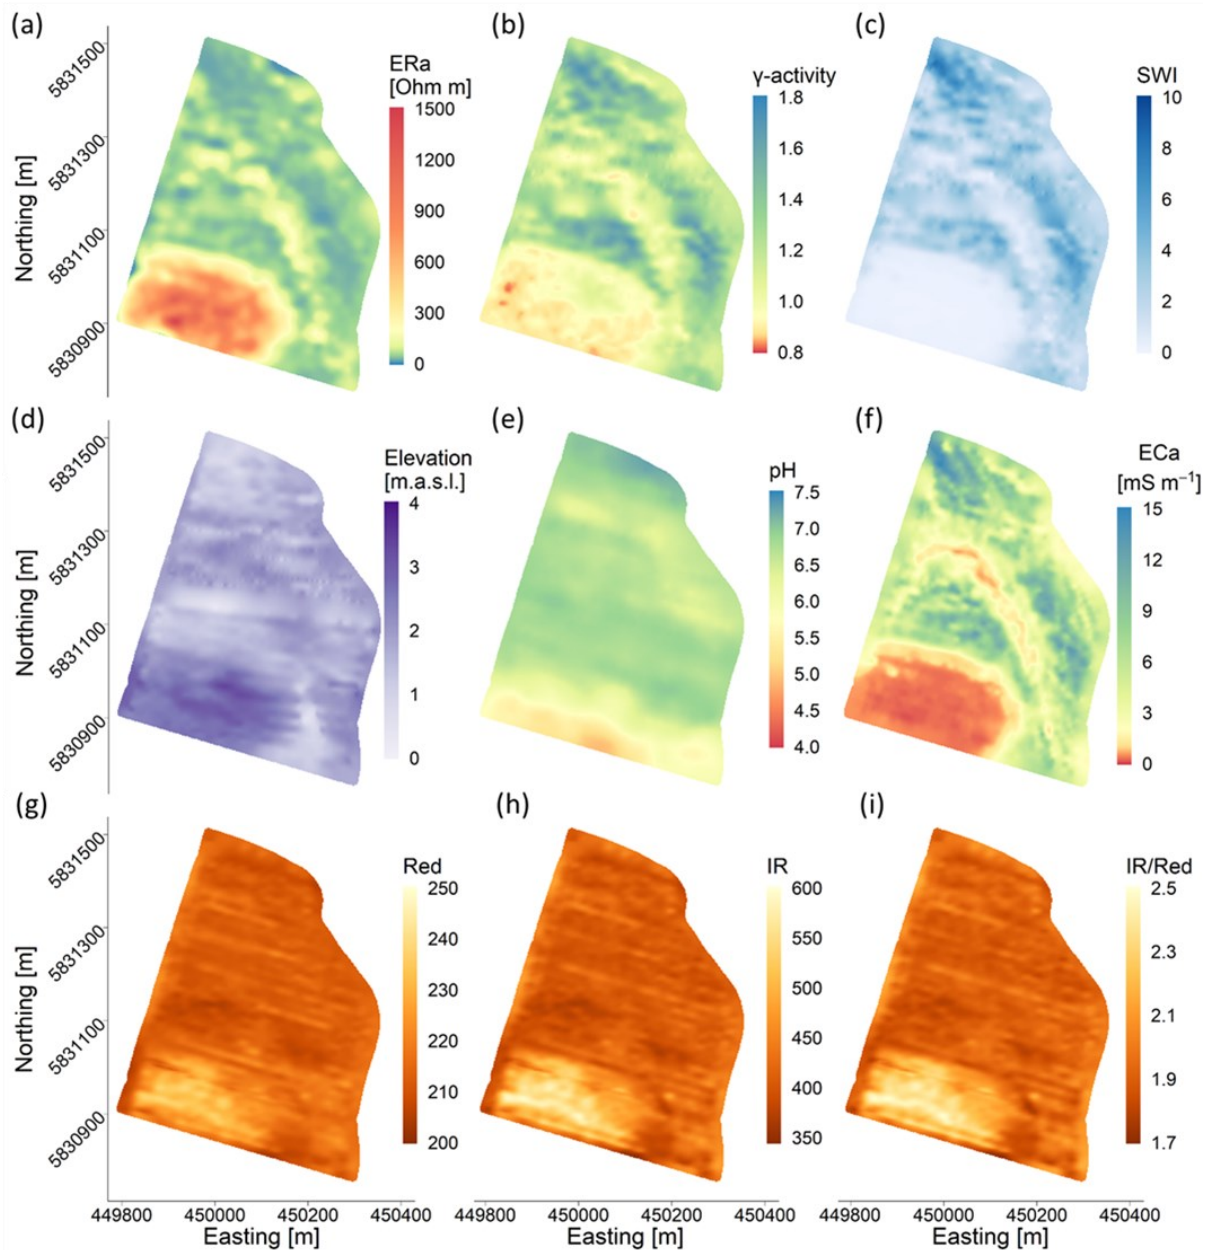 (a)
(b)
(c)
ERa
[Ohm m]
1500
1200
900
600
300
0
γ-activity
1.8
1.6
1.4
1.2
1.0
0.8
SWI
10
8
6
4
2
0
Northing [m]
5831500
5831300
5831100
5830900
(d)
(e)
(f)
Elevation
[m.a.s.l.]
4
3
2
1
0
pH
7.5
7.0
6.5
6.0
5.5
5.0
4.5
4.0
ECa
[mS m⁻¹]
15
12
9
6
3
0
Northing [m]
5831500
5831300
5831100
5830900
(g)
(h)
(i)
Red
250
240
230
220
210
200
IR
600
550
500
450
400
350
IR/Red
2.5
2.3
2.1
1.9
1.7
Northing [m]
5831500
5831300
5831100
5830900
449800 450000 450200 450400
449800 450000 450200 450400
449800 450000 450200 450400
Easting [m]
Easting [m]
Easting [m]